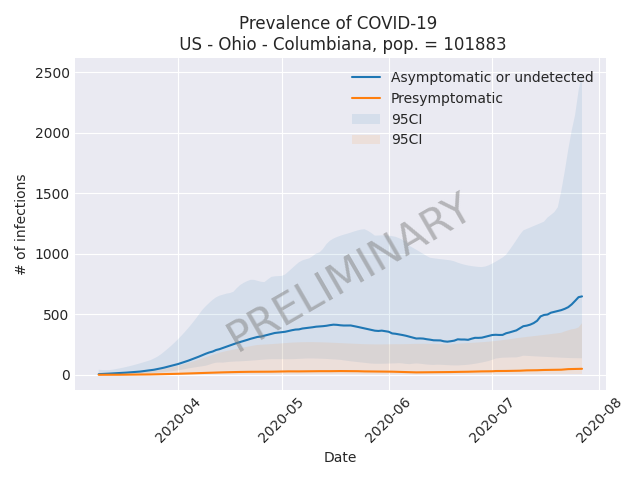 Prevalence of COVID-19
US - Ohio - Columbiana, pop. = 101883
2500
2000
1500
1000
500
0
# of infections
Asymptomatic or undetected
Presymptomatic
95CI
95CI
PRELIMINARY
2020-04
2020-05
2020-06
2020-07
2020-08
Date